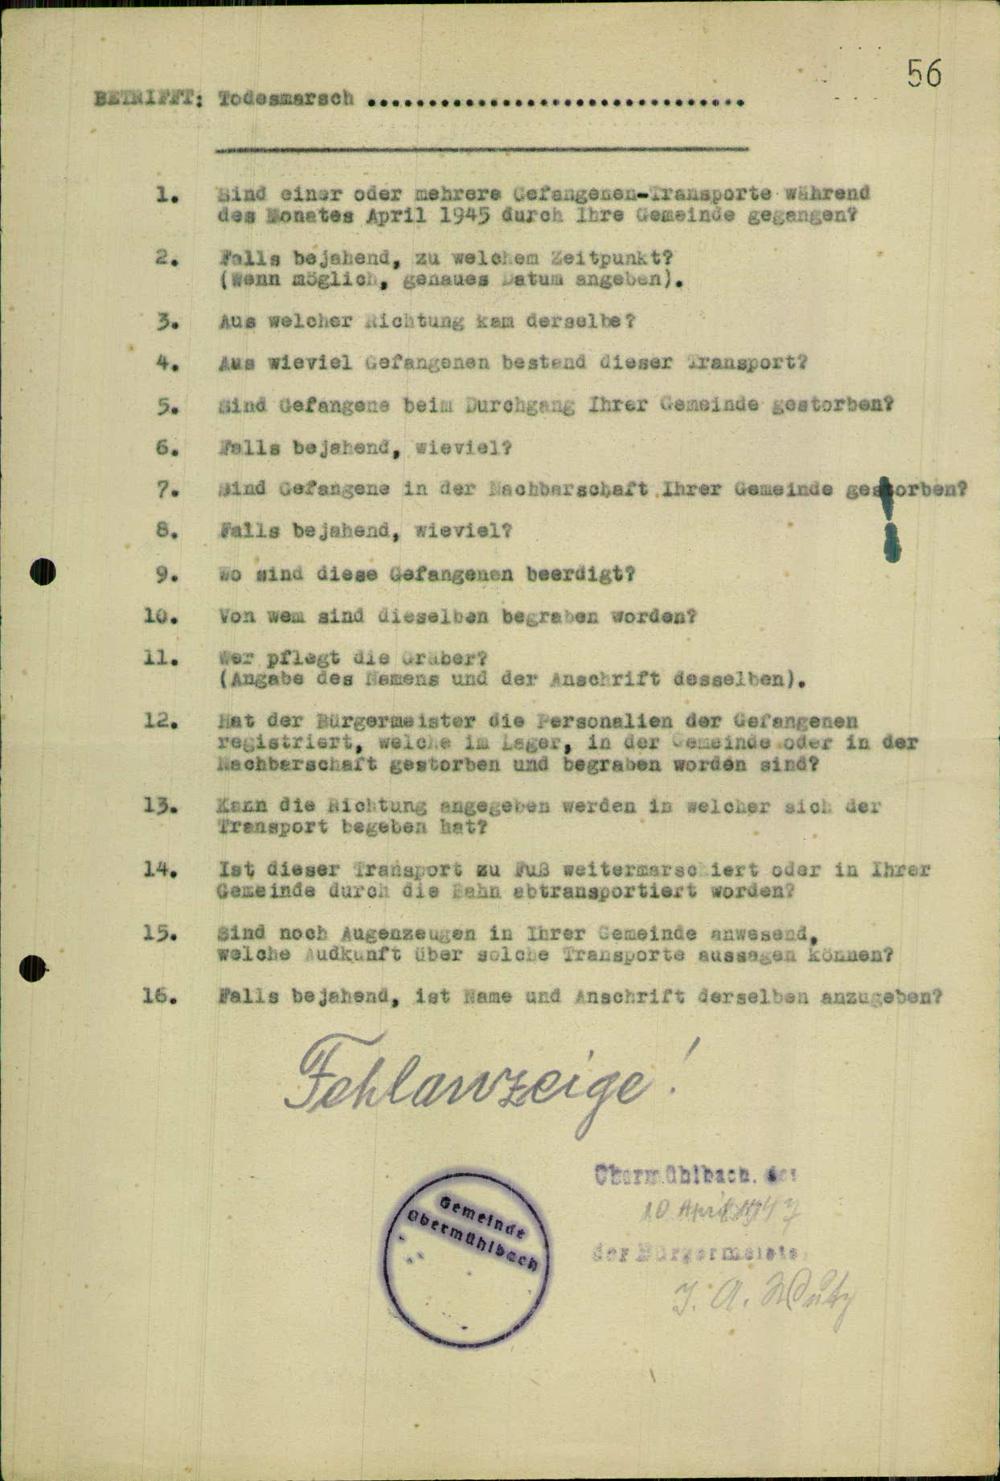 56
BETRIFFT: Todesmarsch ................................
1. Sind einer oder mehrere Gefangenen-Transporte während
des Monates April 1945 durch Ihre Gemeinde gegangen?
2. Falls bejahend, zu welchem Zeitpunkt?
(wenn möglich, genaues Datum angeben).
3. Aus welcher Richtung kam derselbe?
4. Aus wieviel Gefangenen bestand dieser Transport?
5. Sind Gefangene beim Durchgang Ihrer Gemeinde gestorben?
6. Falls bejahend, wieviel?
7. Sind Gefangene in der Nachbarschaft Ihrer Gemeinde gestorben?
8. Falls bejahend, wieviel?
9. Wo sind diese Gefangenen beerdigt?
10. Von wem sind dieselben begraben worden?
11. Wer pflegt die Gräber?
(Angabe des Namens und der Anschrift desselben).
12. Hat der Bürgermeister die Personalien der Gefangenen
registriert, welche im Lager, in der Gemeinde oder in der
Nachbarschaft gestorben und begraben worden sind?
13. Kann die Richtung angegeben werden in welcher sich der
Transport begeben hat?
14. Ist dieser Transport zu Fuß weitermarschiert oder in Ihrer
Gemeinde durch die Bahn abtransportiert worden?
15. Sind noch Augenzeugen in Ihrer Gemeinde anwesend,
welche Audkunft über solche Transporte aussagen können?
16. Falls bejahend, ist Name und Anschrift derselben anzugeben?
Fehlanzeige!
Gemeinde
Obermühlbach
Obermühlbach, den
10 April 1947
der Bürgermeister
J. A.